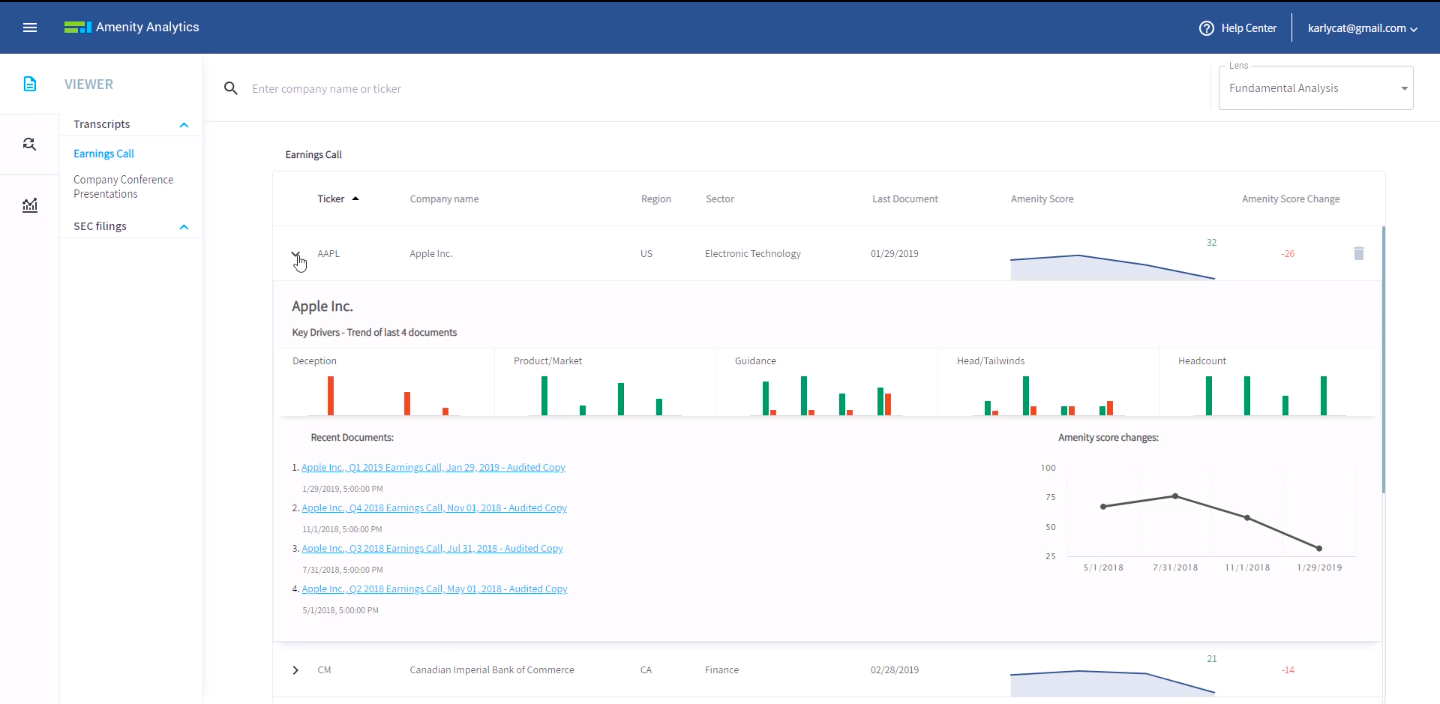 Amenity Analytics
Help Center
karlycat@gmail.com
VIEWER
Enter company name or ticker
Lens
Fundamental Analysis
Transcripts
Earnings Call
Company Conference
Presentations
SEC filings
Earnings Call
Ticker Company name Region Sector Last Document Amenity Score Amenity Score Change
AAPL Apple Inc. US Electronic Technology 01/29/2019 32 -26
Apple Inc.
Key Drivers - Trend of last 4 documents
Deception Product/Market Guidance Head/Tailwinds Headcount
Recent Documents:
1. Apple Inc., Q1 2019 Earnings Call, Jan 29, 2019 - Audited Copy
1/29/2019, 5:00:00 PM
2. Apple Inc., Q4 2018 Earnings Call, Nov 01, 2018 - Audited Copy
11/1/2018, 5:00:00 PM
3. Apple Inc., Q3 2018 Earnings Call, Jul 31, 2018 - Audited Copy
7/31/2018, 5:00:00 PM
4. Apple Inc., Q2 2018 Earnings Call, May 01, 2018 - Audited Copy
5/1/2018, 5:00:00 PM
Amenity score changes:
100
75
50
25
5/1/2018 7/31/2018 11/1/2018 1/29/2019
CM Canadian Imperial Bank of Commerce CA Finance 02/28/2019 21 -14